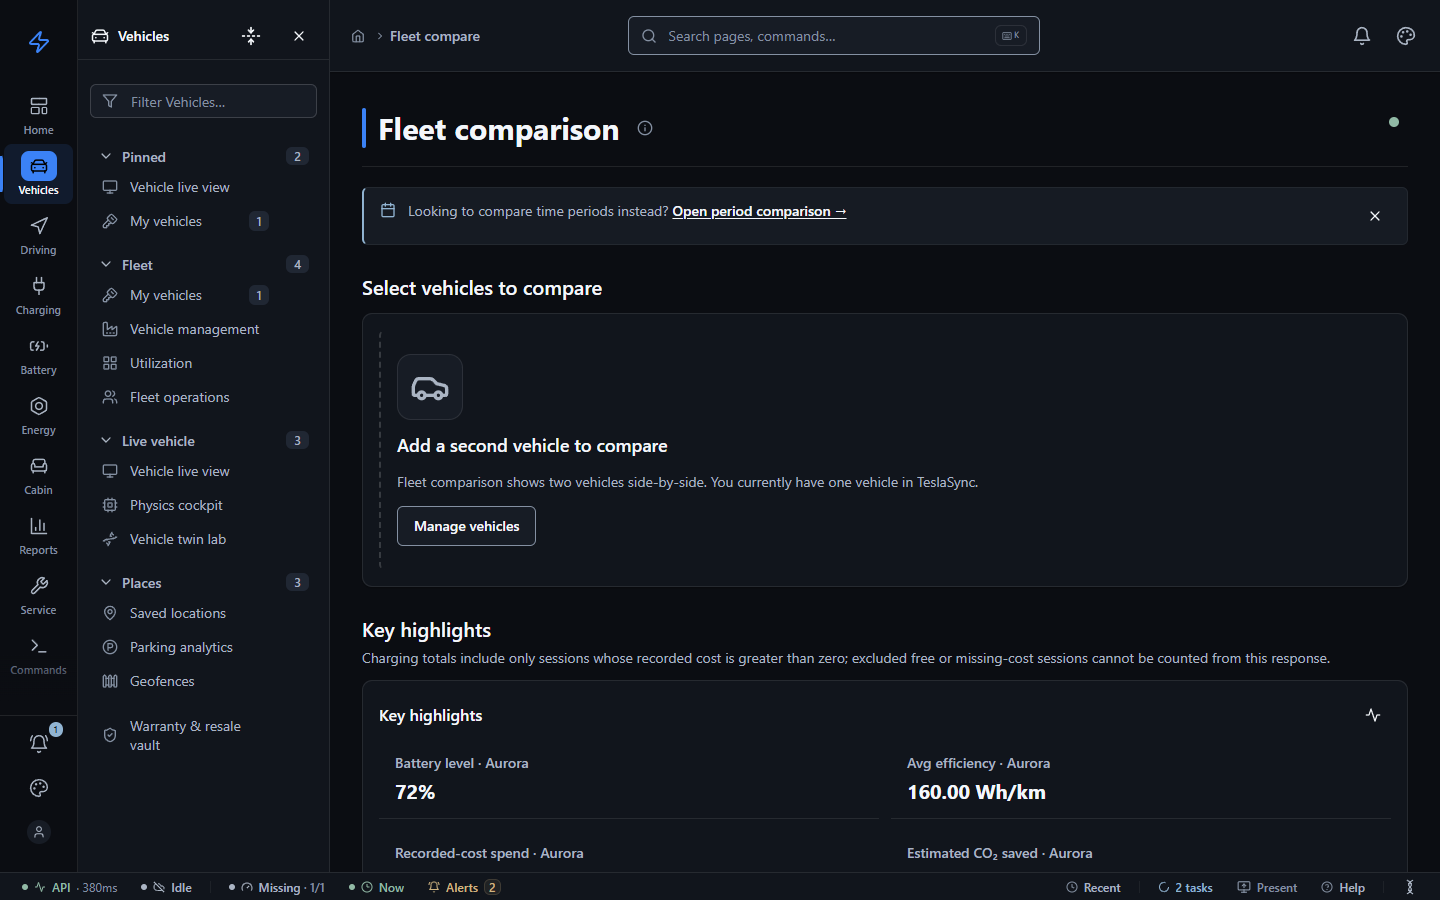 Home
Vehicles
Driving
Charging
Battery
Energy
Cabin
Reports
Service
Commands
1
Vehicles
Filter Vehicles...
Pinned 2
Vehicle live view
My vehicles 1
Fleet 4
My vehicles 1
Vehicle management
Utilization
Fleet operations
Live vehicle 3
Vehicle live view
Physics cockpit
Vehicle twin lab
Places 3
Saved locations
Parking analytics
Geofences
Warranty & resale
vault
Fleet compare
Search pages, commands...
K
Fleet comparison
Looking to compare time periods instead? Open period comparison →
Select vehicles to compare
Add a second vehicle to compare
Fleet comparison shows two vehicles side-by-side. You currently have one vehicle in TeslaSync.
Manage vehicles
Key highlights
Charging totals include only sessions whose recorded cost is greater than zero; excluded free or missing-cost sessions cannot be counted from this response.
Key highlights
Battery level · Aurora
72%
Avg efficiency · Aurora
160.00 Wh/km
Recorded-cost spend · Aurora
Estimated CO₂ saved · Aurora
API · 380ms
Idle
Missing · 1/1
Now
Alerts 2
Recent
2 tasks
Present
Help